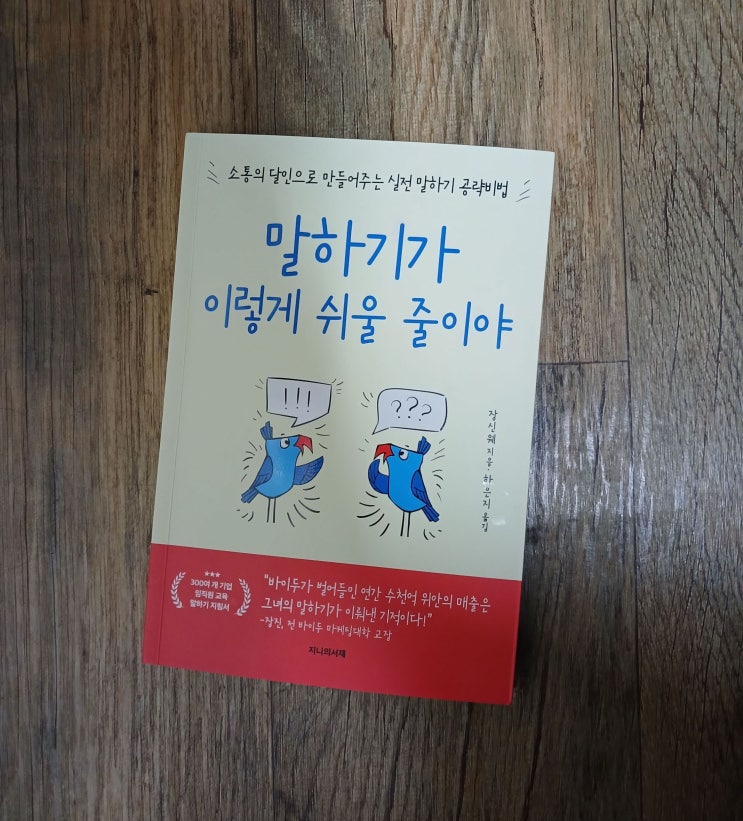 소통의 달인으로 만들어주는 실전 말하기 공략비법
말하기가
이렇게 쉬울 줄이야
!!!
???
장신웨 지음·하은지 옮김
★★★
300여 개 기업
임직원 교육
말하기 지침서
"바이두가 벌어들인 연간 수천억 위안의 매출은
그녀의 말하기가 이뤄낸 기적이다!"
-장진, 전 바이두 마케팅대학 교장
지니의서재